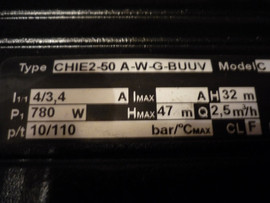 Type CHIE2-50 A-W-G-BUUV Model C
I1/1 4/3,4 A IMAX A H 32 m
P1 780 W HMAX 47 m Q 2,5 m³/h
p/t 10/110 bar/°CMAX CL F